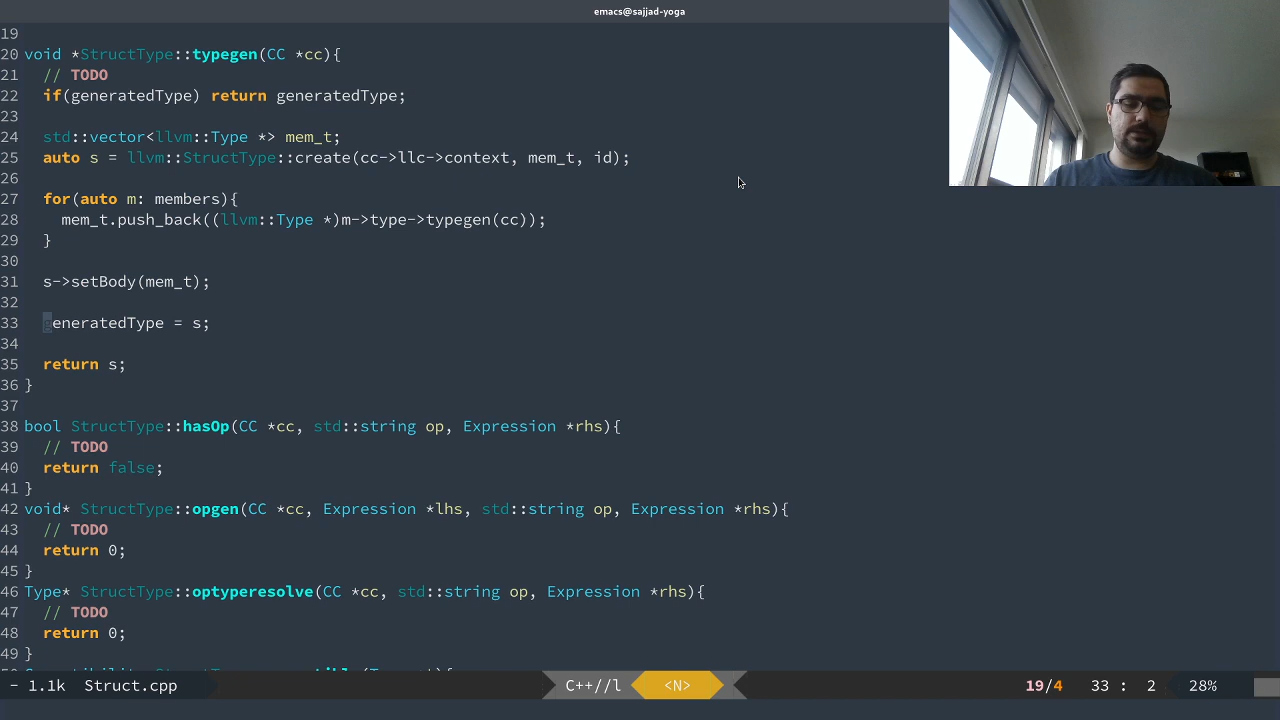 emacs@sajjad-yoga
19
20 void *StructType::typegen(CC *cc){
21   // TODO
22   if(generatedType) return generatedType;
23
24   std::vector<llvm::Type *> mem_t;
25   auto s = llvm::StructType::create(cc->llc->context, mem_t, id);
26
27   for(auto m: members){
28     mem_t.push_back((llvm::Type *)m->type->typegen(cc));
29   }
30
31   s->setBody(mem_t);
32
33   generatedType = s;
34
35   return s;
36 }
37
38 bool StructType::hasOp(CC *cc, std::string op, Expression *rhs){
39   // TODO
40   return false;
41 }
42 void* StructType::opgen(CC *cc, Expression *lhs, std::string op, Expression *rhs){
43   // TODO
44   return 0;
45 }
46 Type* StructType::optyperesolve(CC *cc, std::string op, Expression *rhs){
47   // TODO
48   return 0;
49 }
- 1.1k Struct.cpp C++//l <N> 19/4 33 : 2 28%